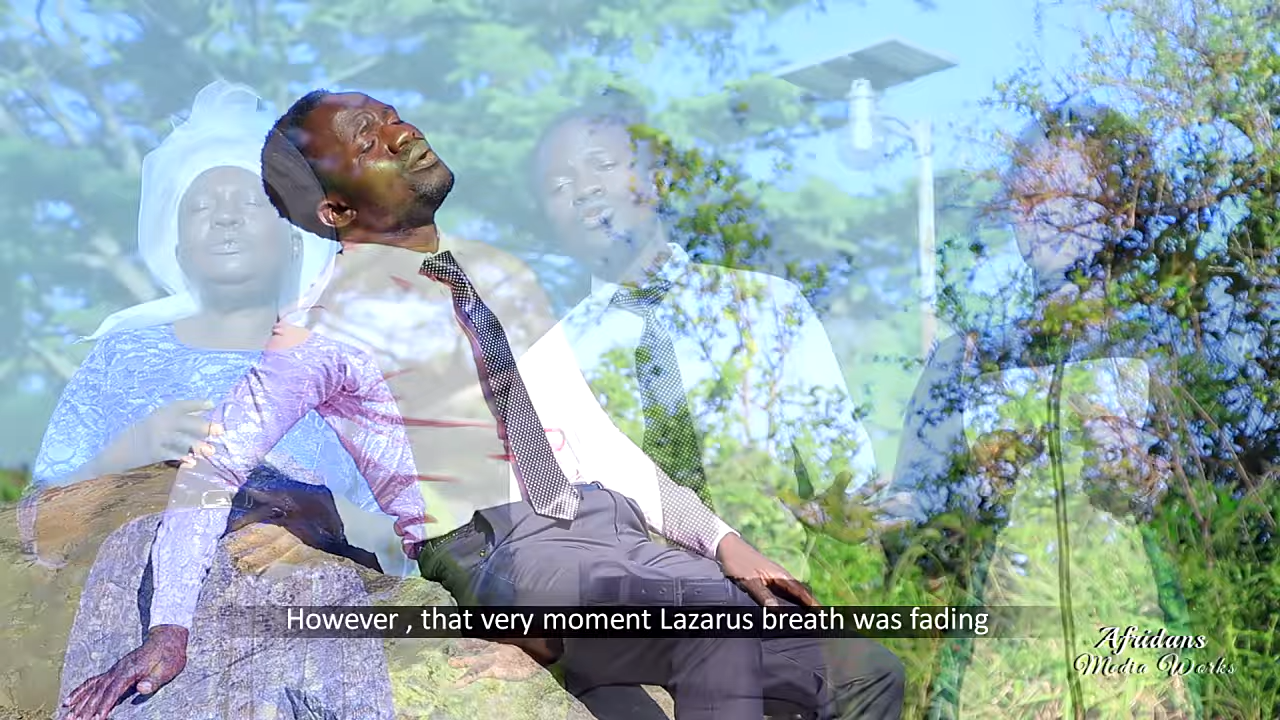 However , that very moment Lazarus breath was fading
Afridans
Media Works